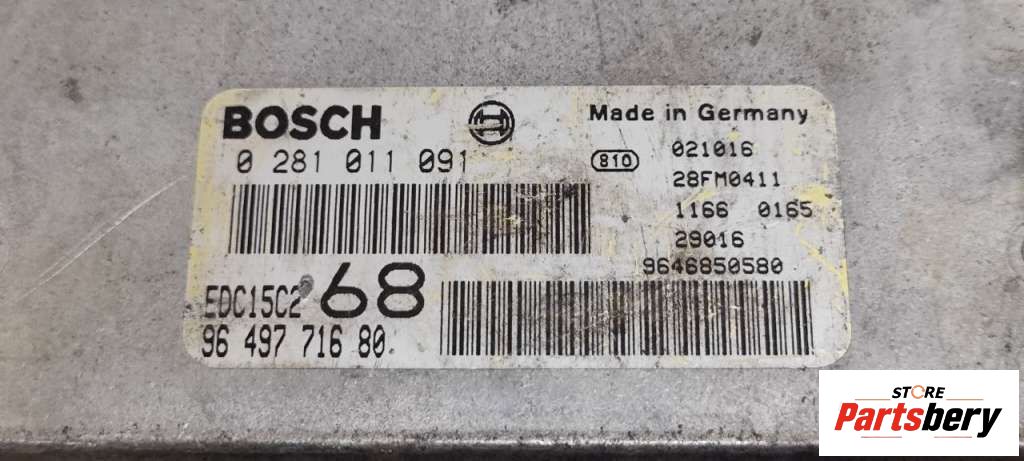 BOSCH
Made in Germany
0 281 011 091
810
021016
28FM0411
1166 0165
29016
9646850580
EDC15C2
68
96 497 716 80
STORE
Partsbery